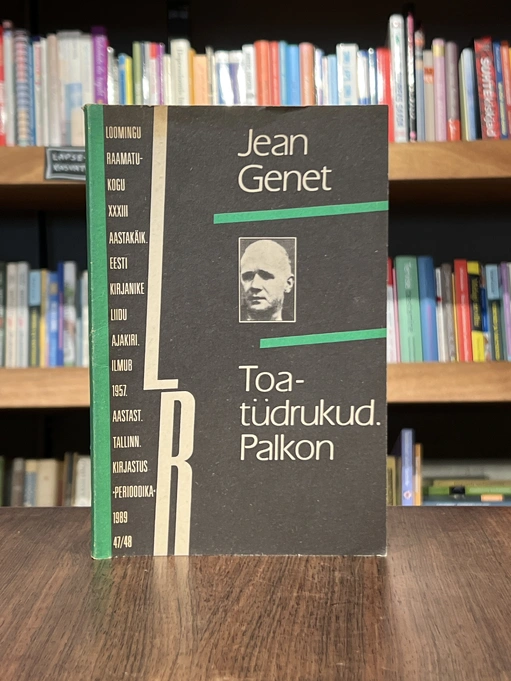 LOOMINGU
RAAMATU-
KOGU
XXXIII
AASTAKÄIK.
EESTI
KIRJANIKE
LIIDU
AJAKIRI.
ILMUB
1957.
AASTAST.
TALLINN.
KIRJASTUS
•PERIOODIKA•
1989
47/48
LR
Jean
Genet
Toa-
tüdrukud.
Palkon